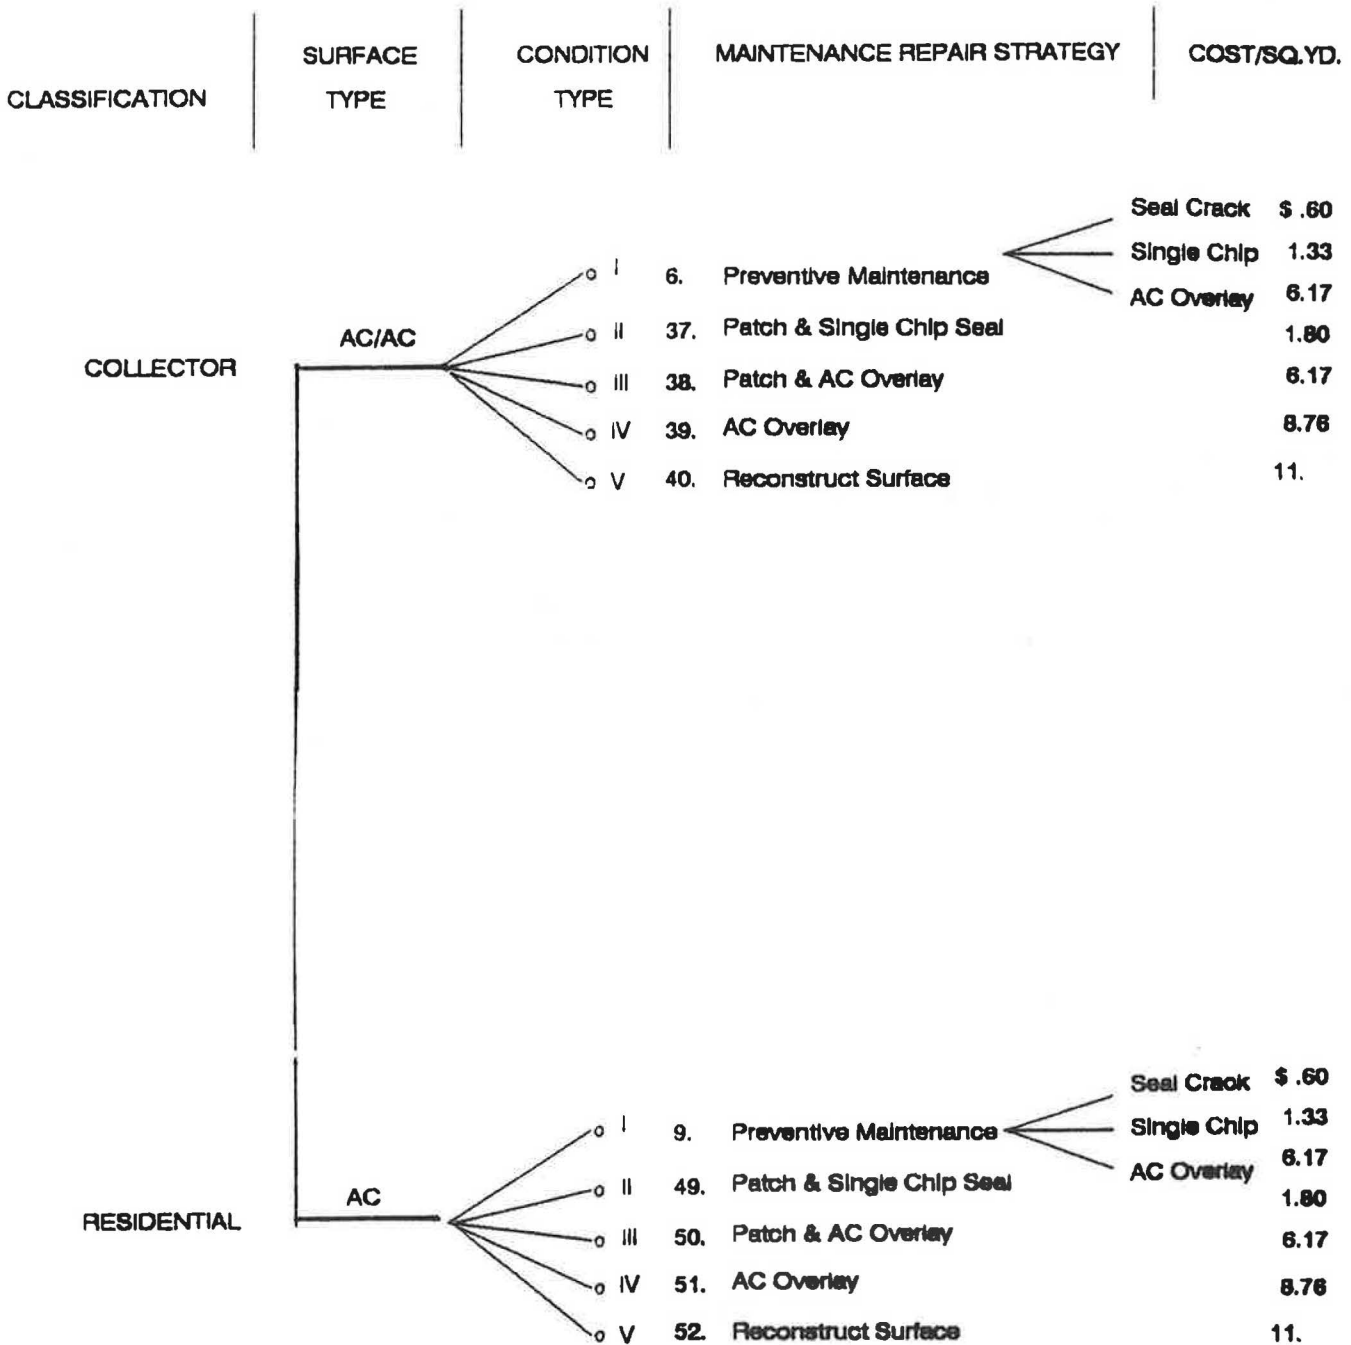 CLASSIFICATION
SURFACE
TYPE
CONDITION
TYPE
MAINTENANCE REPAIR STRATEGY
COST/SQ.YD.
COLLECTOR
AC/AC
I 6. Preventive Maintenance
Seal Crack $ .60
Single Chip 1.33
AC Overlay 6.17
II 37. Patch & Single Chip Seal 1.80
III 38. Patch & AC Overlay 6.17
IV 39. AC Overlay 8.76
V 40. Reconstruct Surface 11.
RESIDENTIAL
AC
I 9. Preventive Maintenance
Seal Crack $ .60
Single Chip 1.33
AC Overlay 6.17
II 49. Patch & Single Chip Seal 1.80
III 50. Patch & AC Overlay 6.17
IV 51. AC Overlay 8.76
V 52. Reconstruct Surface 11.